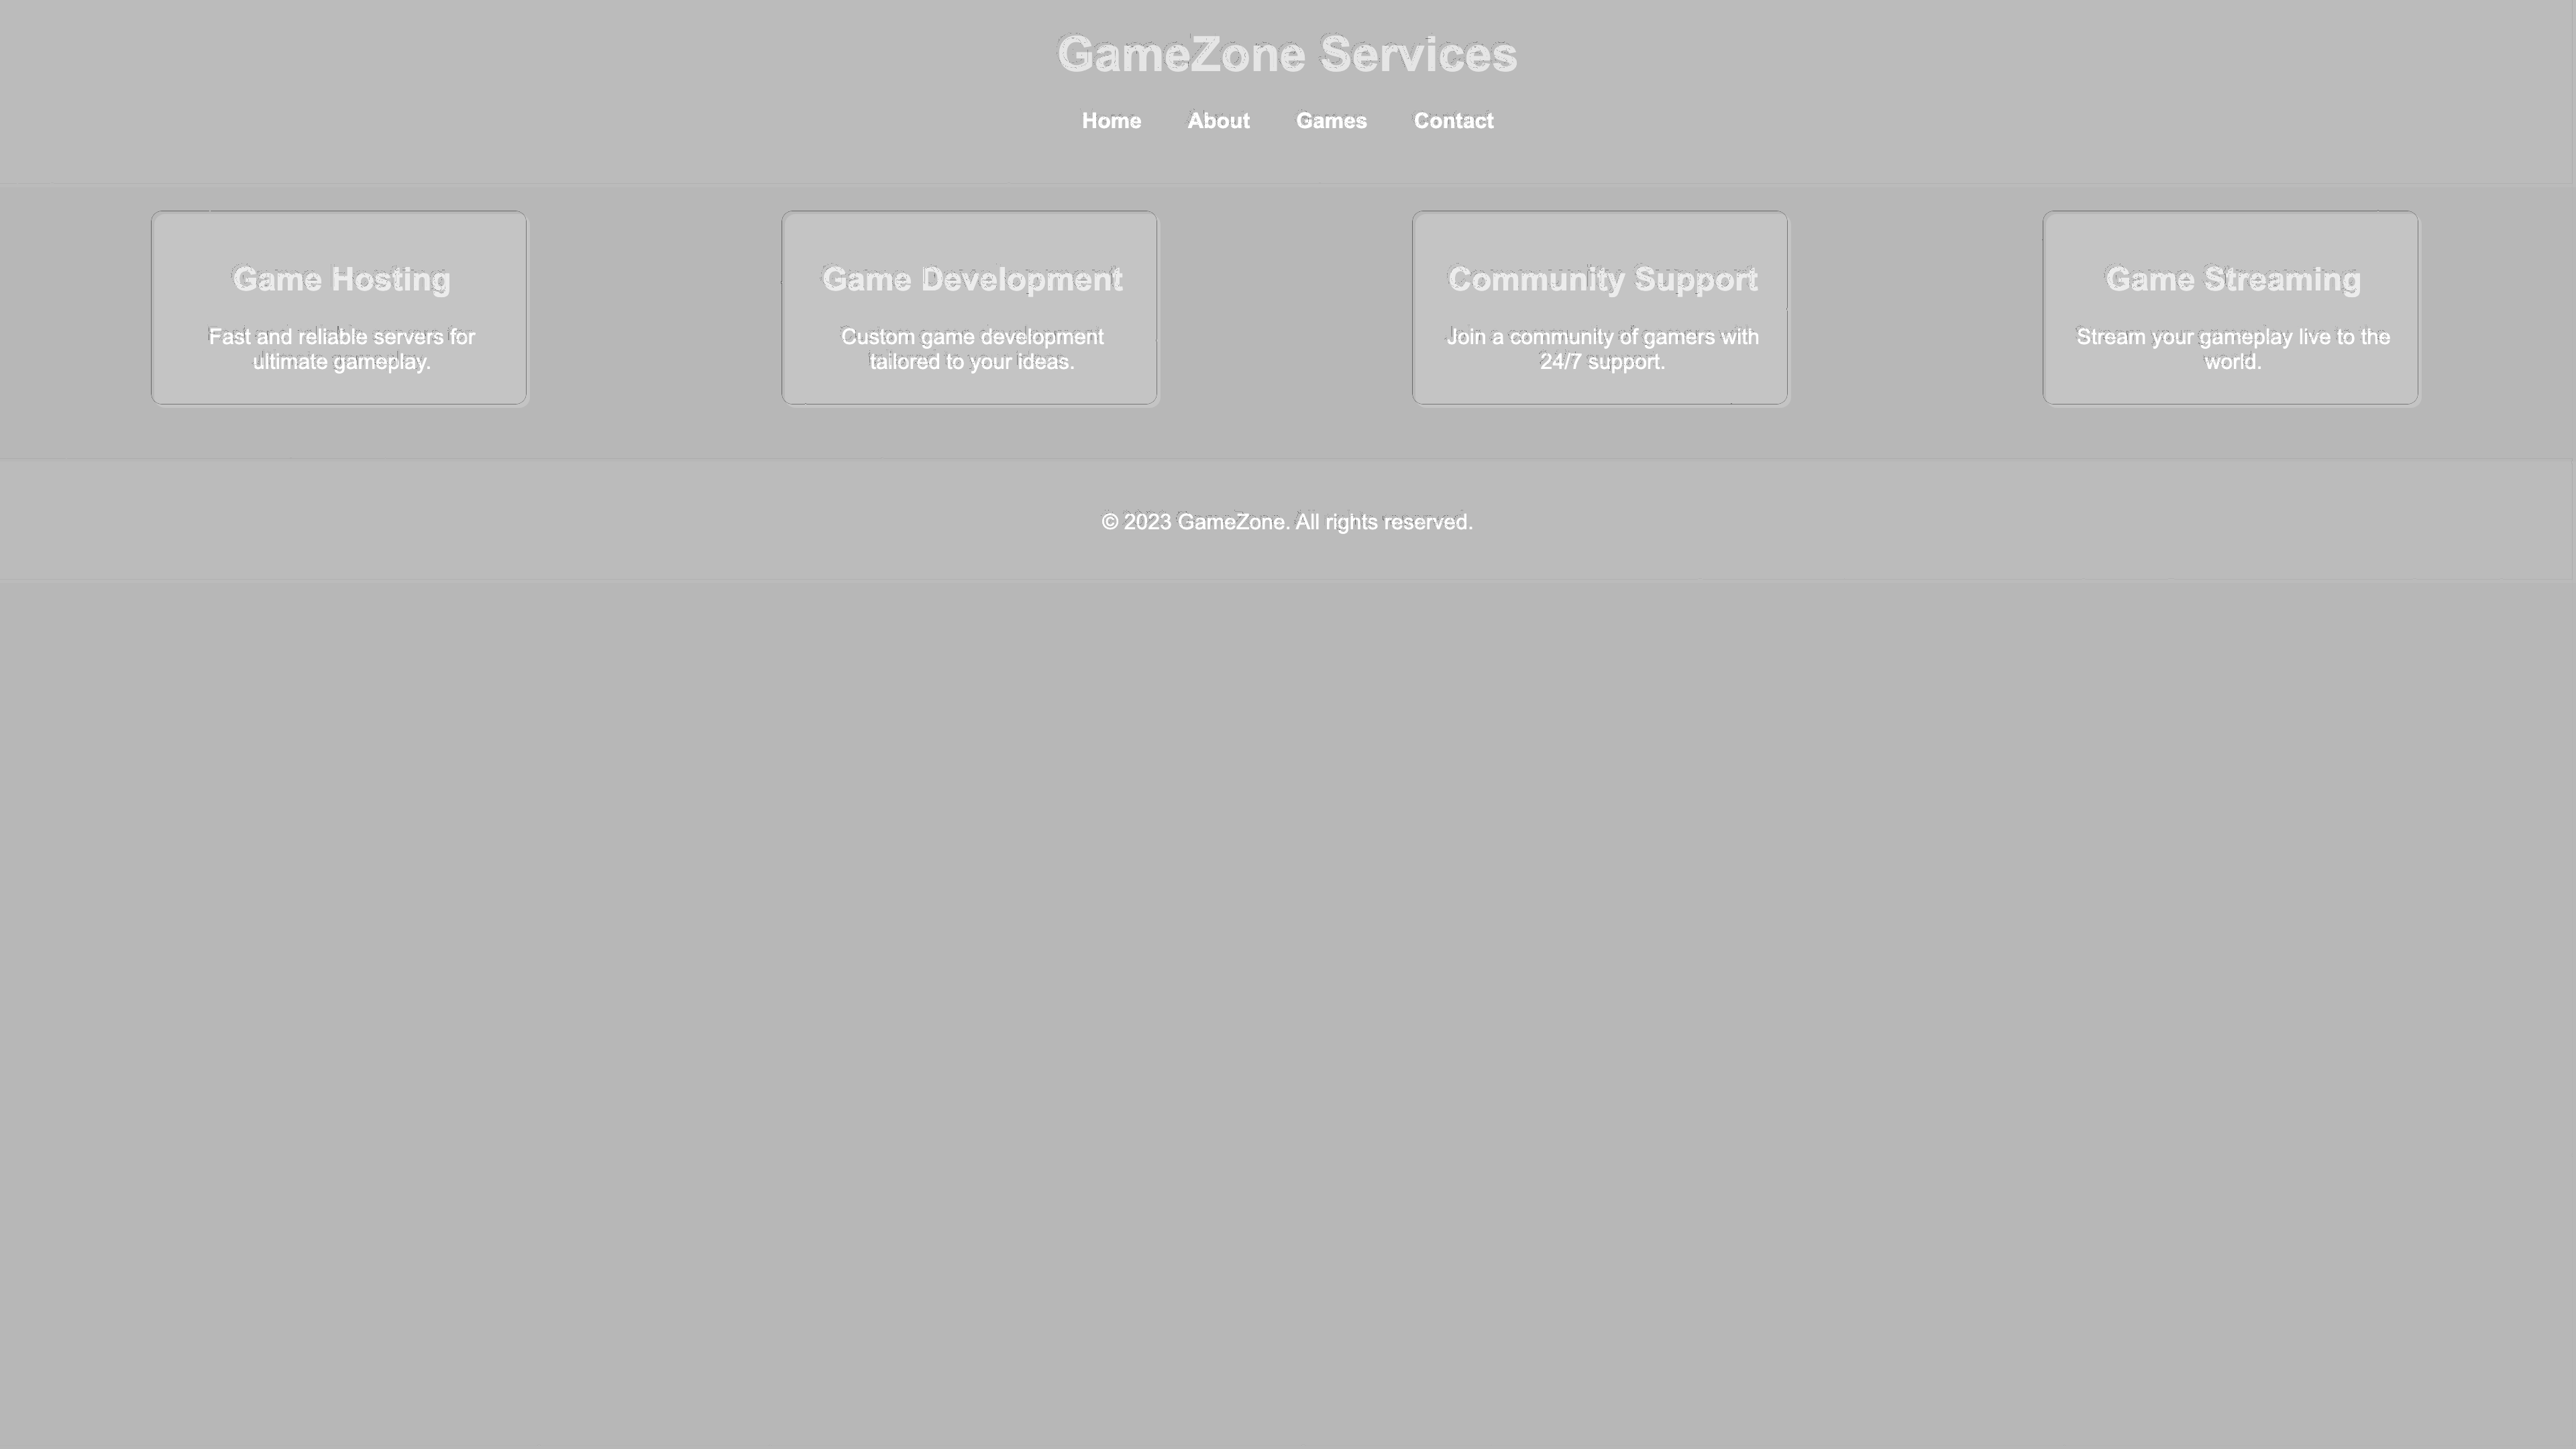 GameZone Services
Home About Games Contact
Game Hosting
Fast and reliable servers for
ultimate gameplay.
Game Development
Custom game development
tailored to your ideas.
Community Support
Join a community of gamers with
24/7 support.
Game Streaming
Stream your gameplay live to the
world.
© 2023 GameZone. All rights reserved.